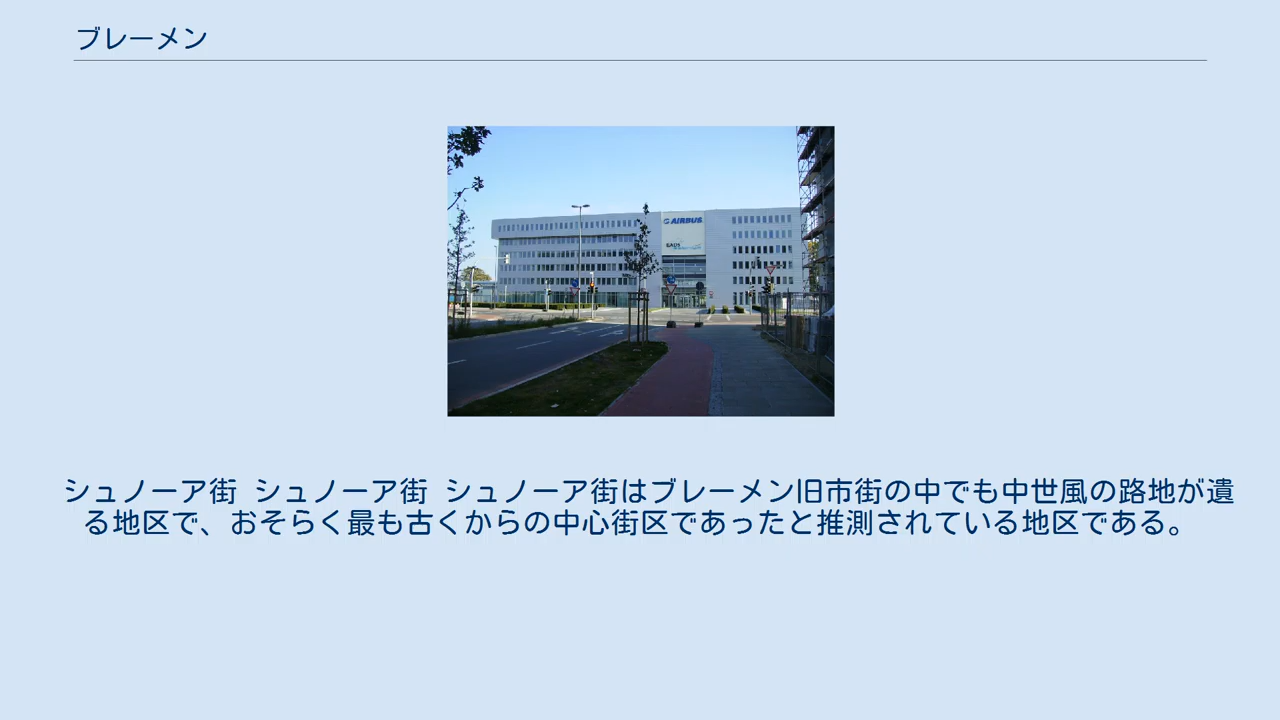 ブレーメン
AIRBUS
EADS
シュノーア街 シュノーア街 シュノーア街はブレーメン旧市街の中でも中世風の路地が遺
る地区で、おそらく最も古くからの中心街区であったと推測されている地区である。